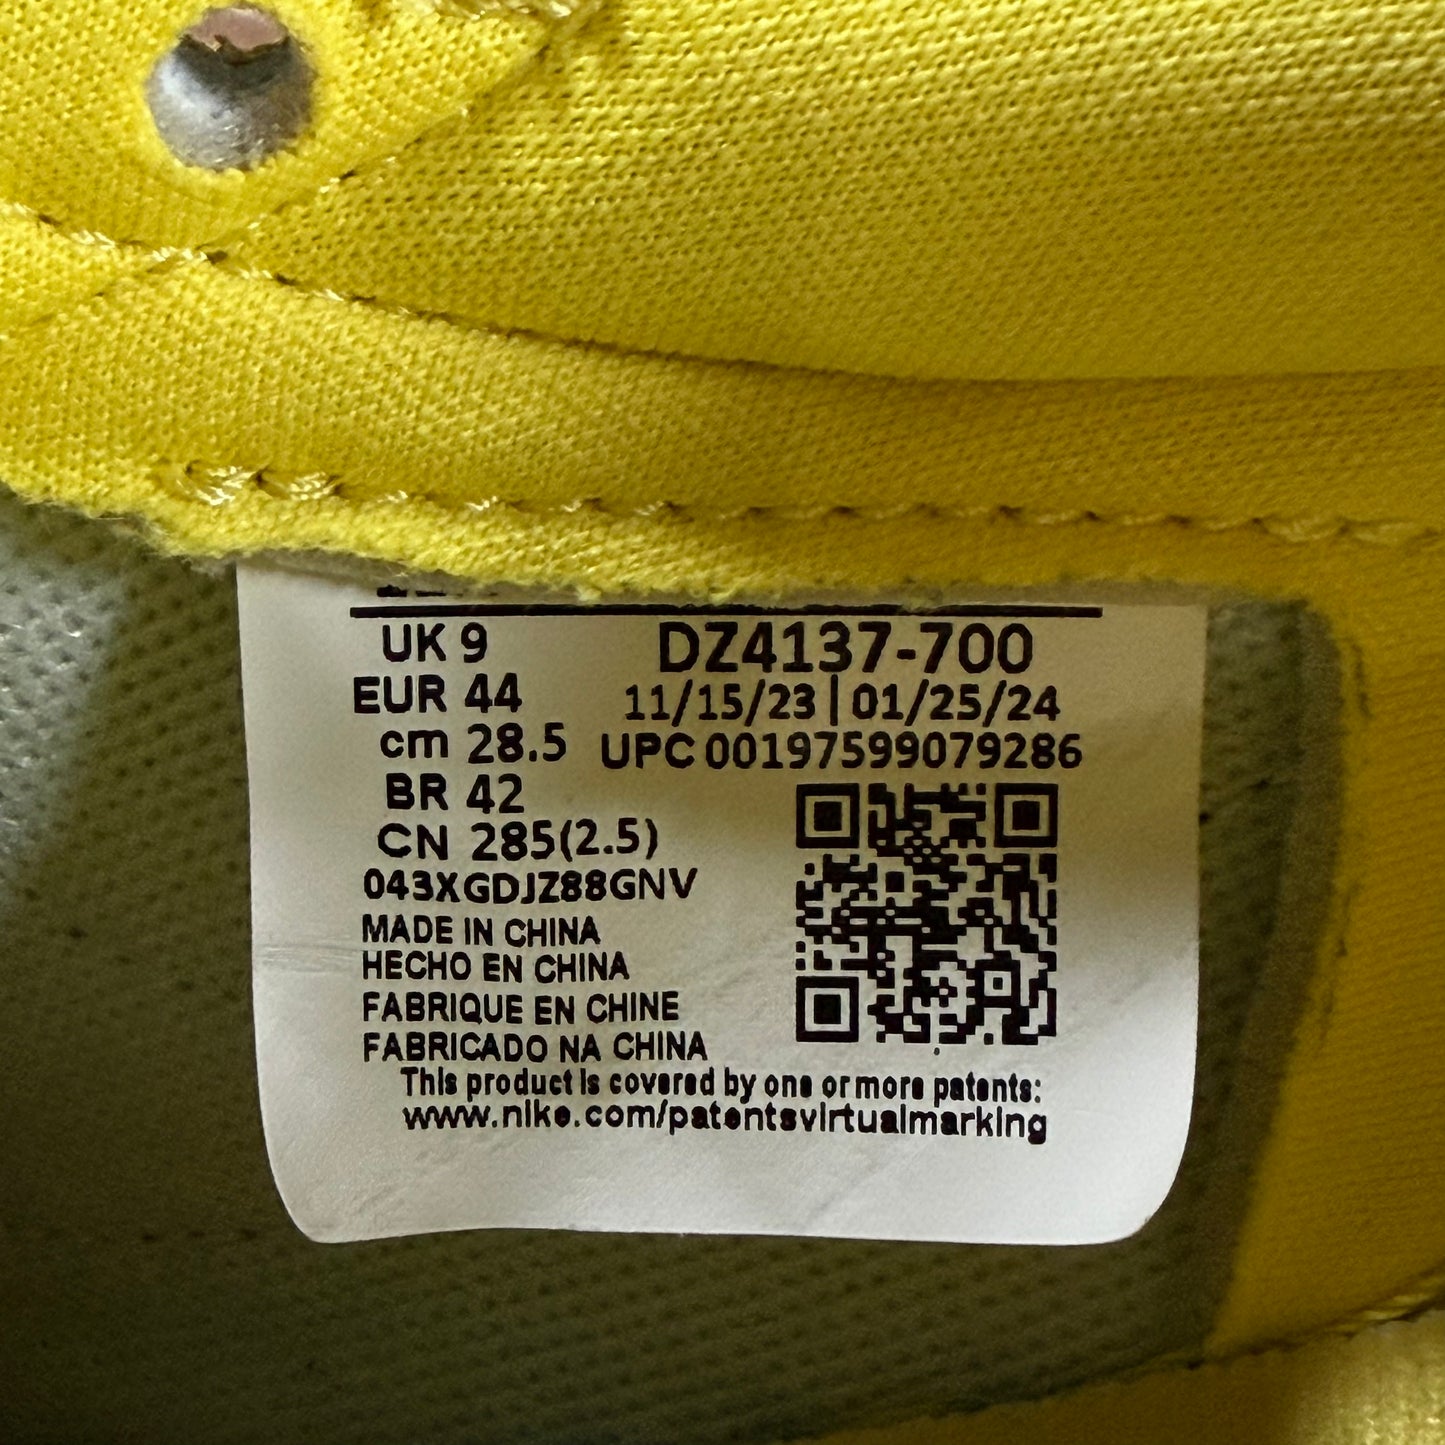 UK 9
EUR 44
cm 28.5
BR 42
CN 285(2.5)
DZ4137-700
11/15/23 | 01/25/24
UPC 00197599079286
043XGDJZ88GNV
MADE IN CHINA
HECHO EN CHINA
FABRIQUE EN CHINE
FABRICADO NA CHINA
This product is covered by one or more patents:
www.nike.com/patentsvirtualmarking